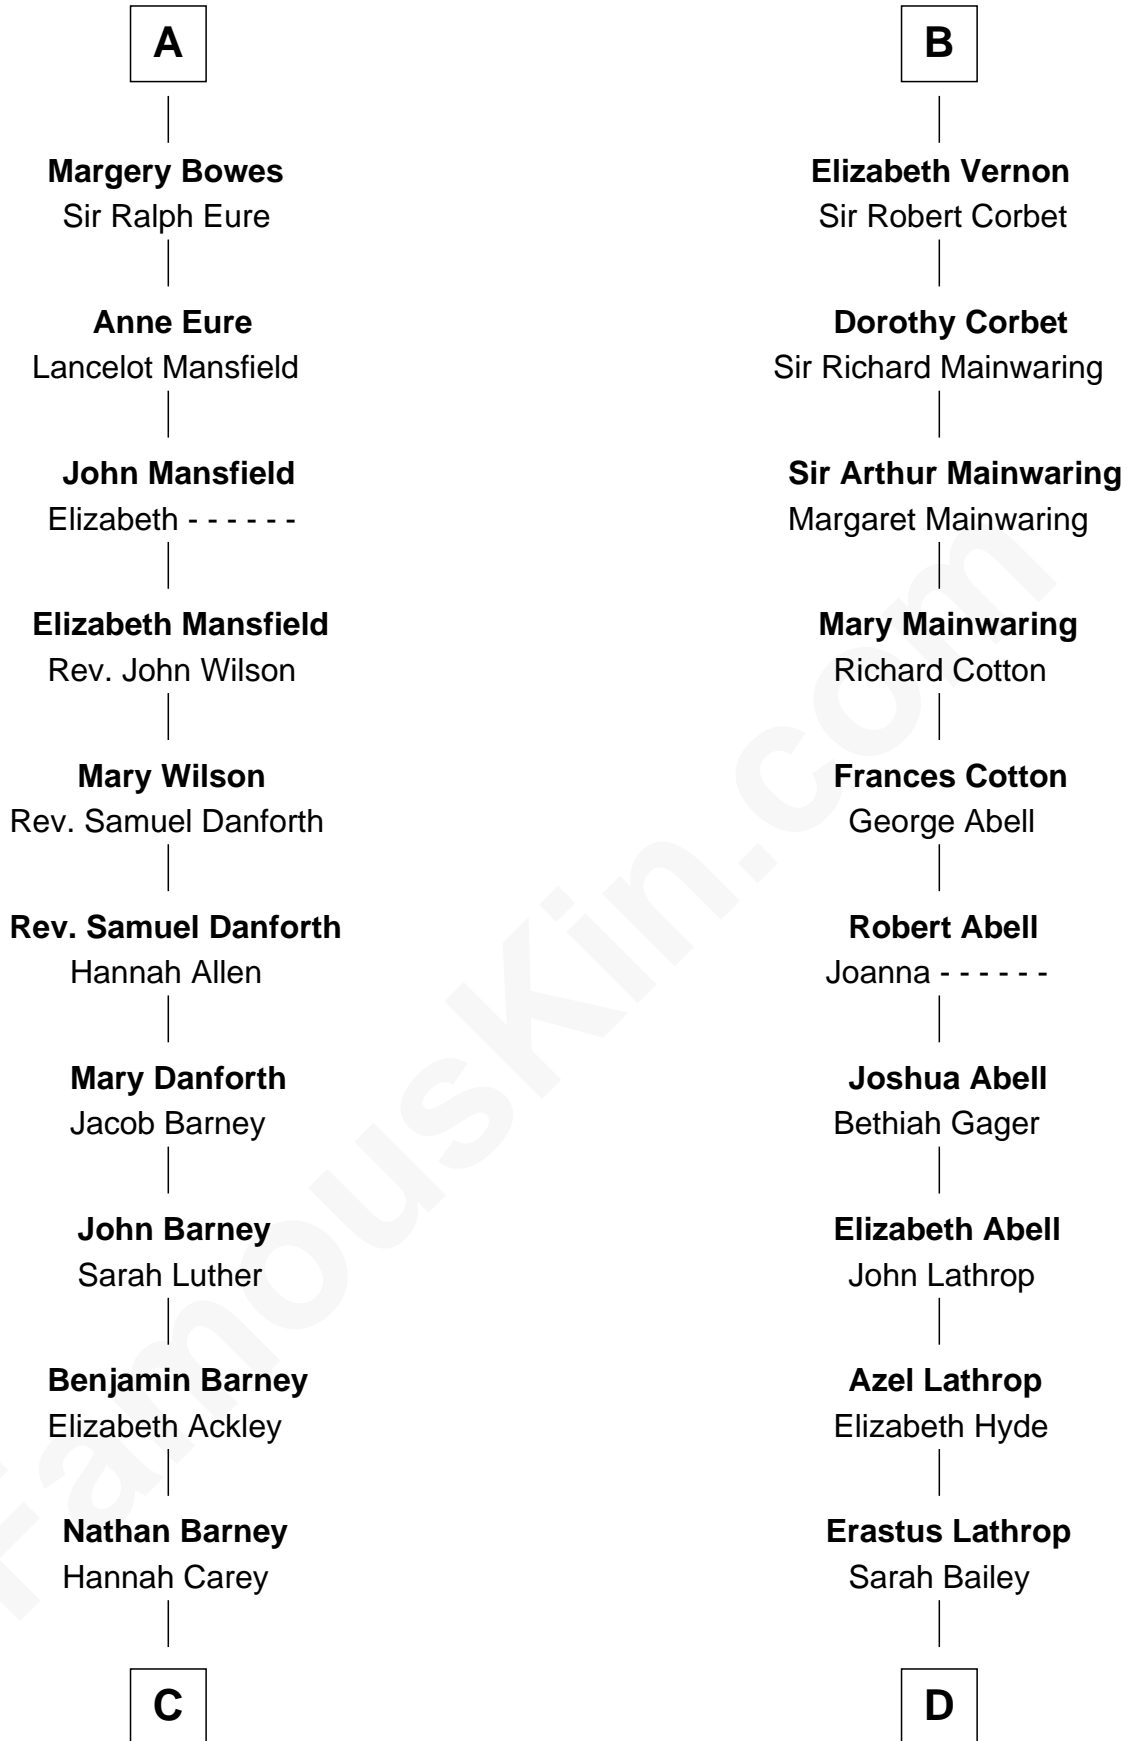 A
Margery Bowes
Sir Ralph Eure
Anne Eure
Lancelot Mansfield
John Mansfield
Elizabeth - - - - - -
Elizabeth Mansfield
Rev. John Wilson
Mary Wilson
Rev. Samuel Danforth
Rev. Samuel Danforth
Hannah Allen
Mary Danforth
Jacob Barney
John Barney
Sarah Luther
Benjamin Barney
Elizabeth Ackley
Nathan Barney
Hannah Carey
C
B
Elizabeth Vernon
Sir Robert Corbet
Dorothy Corbet
Sir Richard Mainwaring
Sir Arthur Mainwaring
Margaret Mainwaring
Mary Mainwaring
Richard Cotton
Frances Cotton
George Abell
Robert Abell
Joanna - - - - - -
Joshua Abell
Bethiah Gager
Elizabeth Abell
John Lathrop
Azel Lathrop
Elizabeth Hyde
Erastus Lathrop
Sarah Bailey
D
FamousKin.com